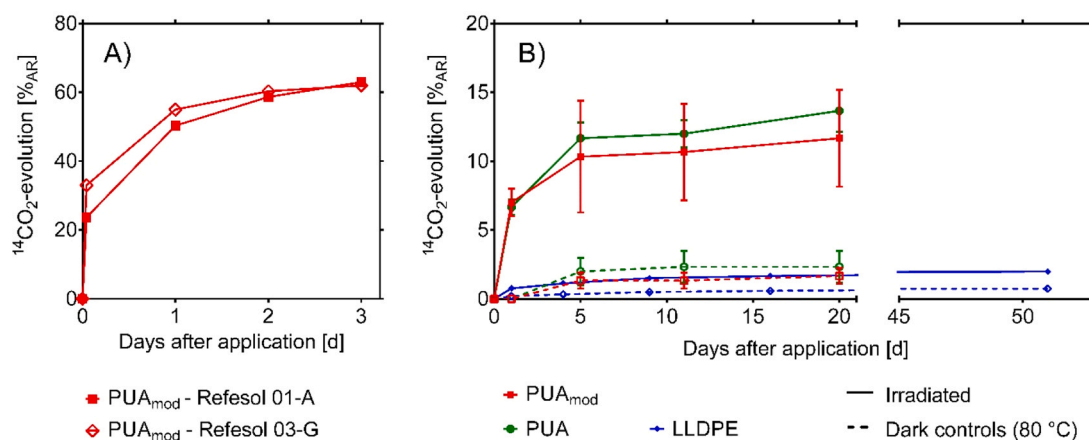 A)
¹⁴CO₂-evolution [%AR]
80
60
40
20
0
0 1 2 3
Days after application [d]
PUAmod - Refesol 01-A
PUAmod - Refesol 03-G
B)
¹⁴CO₂-evolution [%AR]
20
15
10
5
0
0 5 10 15 20 45 50
Days after application [d]
PUAmod
PUA
LLDPE
Irradiated
Dark controls (80 °C)